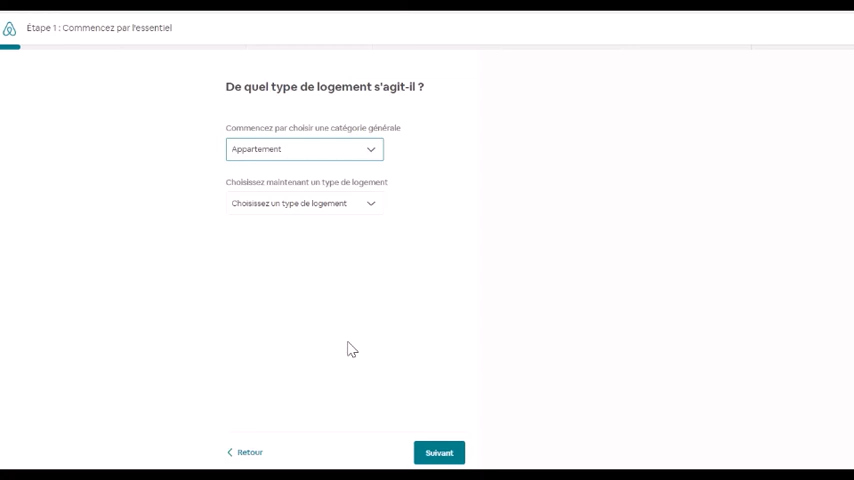 Étape 1 : Commencez par l'essentiel
De quel type de logement s'agit-il ?
Commencez par choisir une catégorie générale
Appartement
Choisissez maintenant un type de logement
Choisissez un type de logement
Retour
Suivant